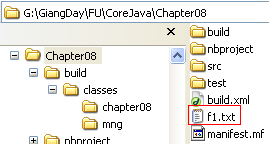 G:\GiangDay\FU\CoreJava\Chapter08
Chapter08
build
classes
chapter08
mng
nbproject
build
nbproject
src
test
build.xml
f1.txt
manifest.mf